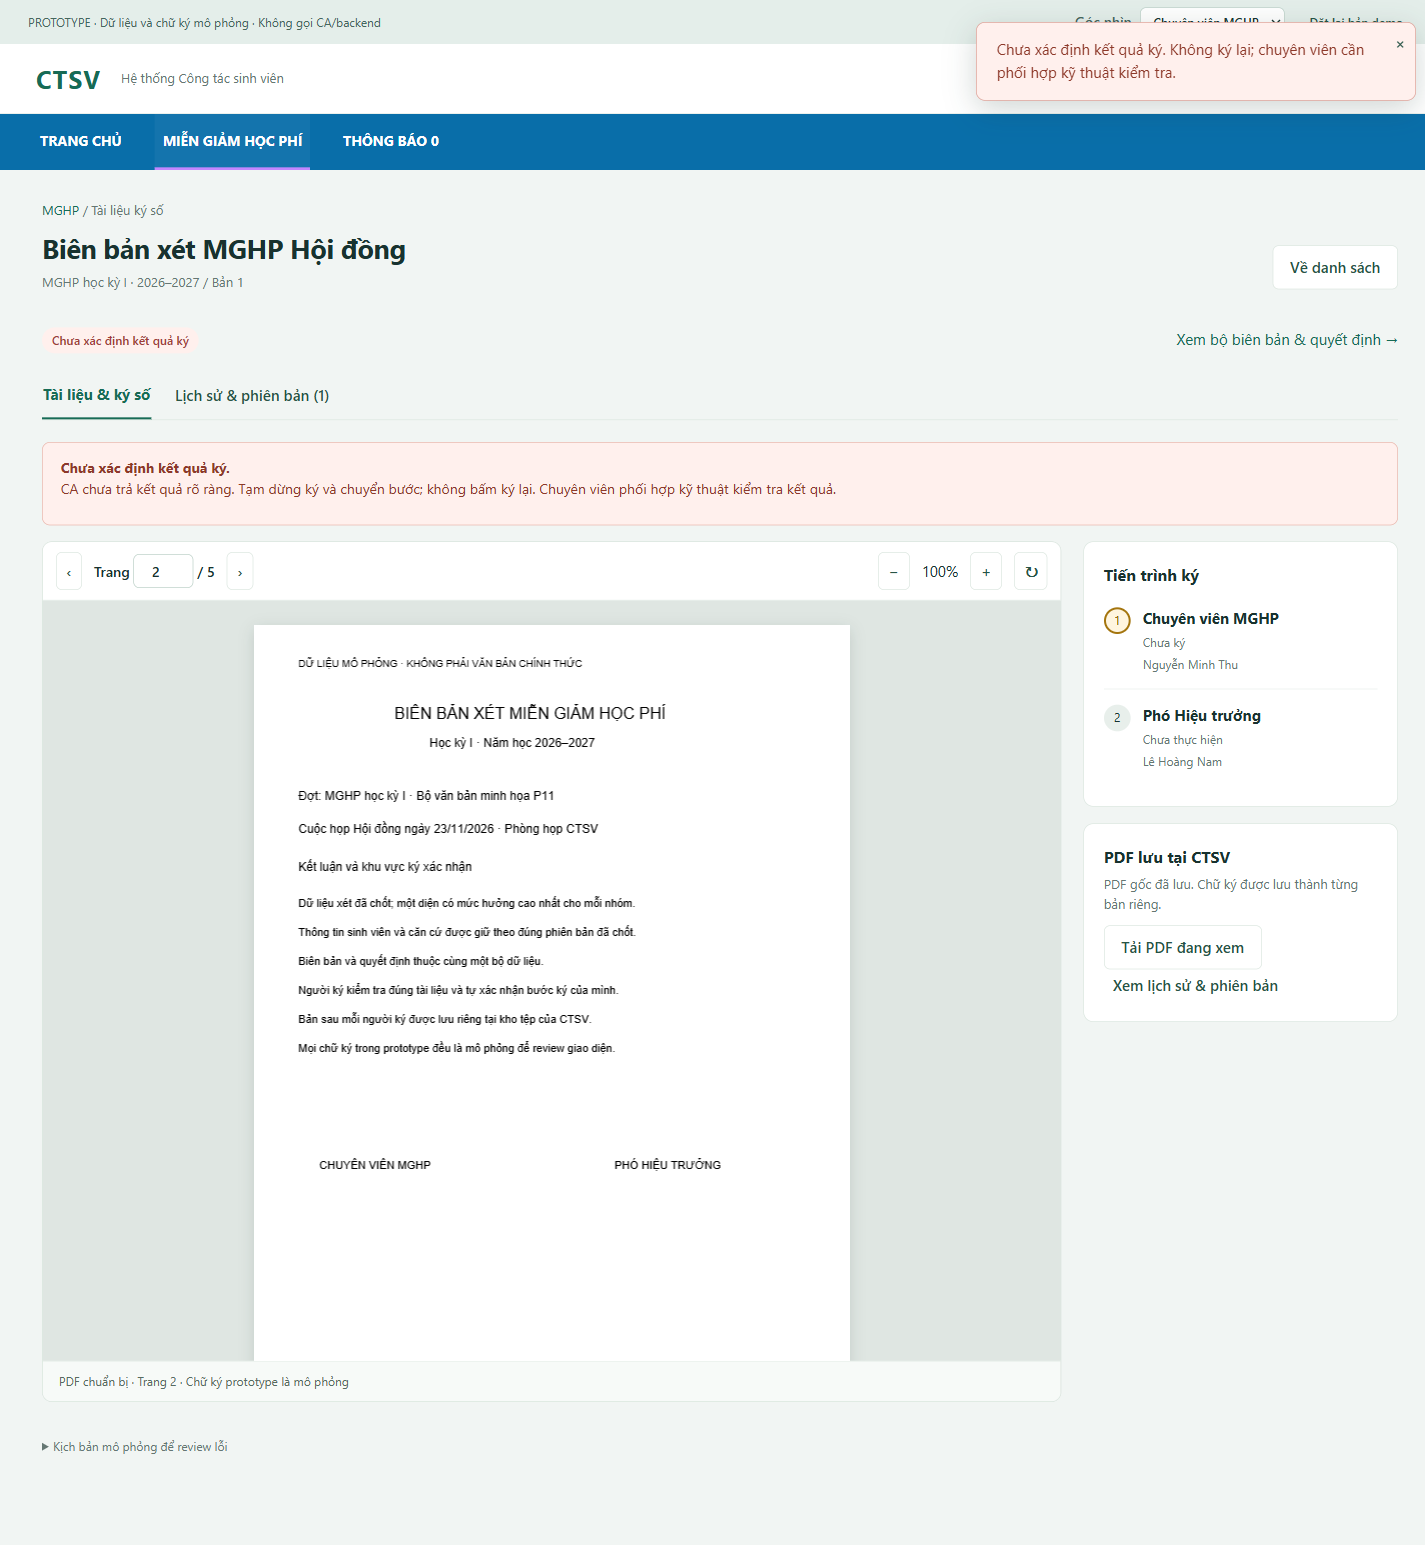 PROTOTYPE · Dữ liệu và chữ ký mô phỏng · Không gọi CA/backend
Chưa xác định kết quả ký. Không ký lại; chuyên viên cần
phối hợp kỹ thuật kiểm tra.
×
CTSV
Hệ thống Công tác sinh viên
TRANG CHỦ
MIỄN GIẢM HỌC PHÍ
THÔNG BÁO 0
MGHP / Tài liệu ký số
Biên bản xét MGHP Hội đồng
MGHP học kỳ I · 2026–2027 / Bản 1
Về danh sách
Chưa xác định kết quả ký
Xem bộ biên bản & quyết định →
Tài liệu & ký số
Lịch sử & phiên bản (1)
Chưa xác định kết quả ký.
CA chưa trả kết quả rõ ràng. Tạm dừng ký và chuyển bước; không bấm ký lại. Chuyên viên phối hợp kỹ thuật kiểm tra kết quả.
‹ Trang 2 / 5 ›
− 100% + ↻
DỮ LIỆU MÔ PHỎNG · KHÔNG PHẢI VĂN BẢN CHÍNH THỨC
BIÊN BẢN XÉT MIỄN GIẢM HỌC PHÍ
Học kỳ I · Năm học 2026–2027
Đợt: MGHP học kỳ I · Bộ văn bản minh họa P11
Cuộc họp Hội đồng ngày 23/11/2026 · Phòng họp CTSV
Kết luận và khu vực ký xác nhận
Dữ liệu xét đã chốt; một diện có mức hưởng cao nhất cho mỗi nhóm.
Thông tin sinh viên và căn cứ được giữ theo đúng phiên bản đã chốt.
Biên bản và quyết định thuộc cùng một bộ dữ liệu.
Người ký kiểm tra đúng tài liệu và tự xác nhận bước ký của mình.
Bản sau mỗi người ký được lưu riêng tại kho tệp của CTSV.
Mọi chữ ký trong prototype đều là mô phỏng để review giao diện.
CHUYÊN VIÊN MGHP
PHÓ HIỆU TRƯỞNG
PDF chuẩn bị · Trang 2 · Chữ ký prototype là mô phỏng
Tiến trình ký
1 Chuyên viên MGHP
Chưa ký
Nguyễn Minh Thu
2 Phó Hiệu trưởng
Chưa thực hiện
Lê Hoàng Nam
PDF lưu tại CTSV
PDF gốc đã lưu. Chữ ký được lưu thành từng
bản riêng.
Tải PDF đang xem
Xem lịch sử & phiên bản
▶ Kịch bản mô phỏng để review lỗi